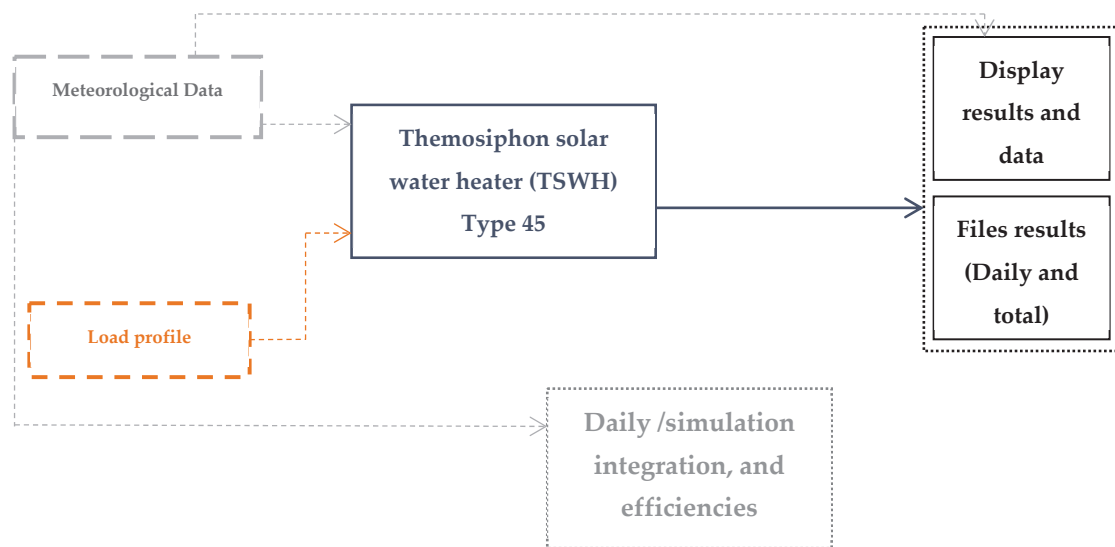 Meteorological Data
Themosiphon solar
water heater (TSWH)
Type 45
Load profile
Display
results and
data
Files results
(Daily and
total)
Daily /simulation
integration, and
efficiencies